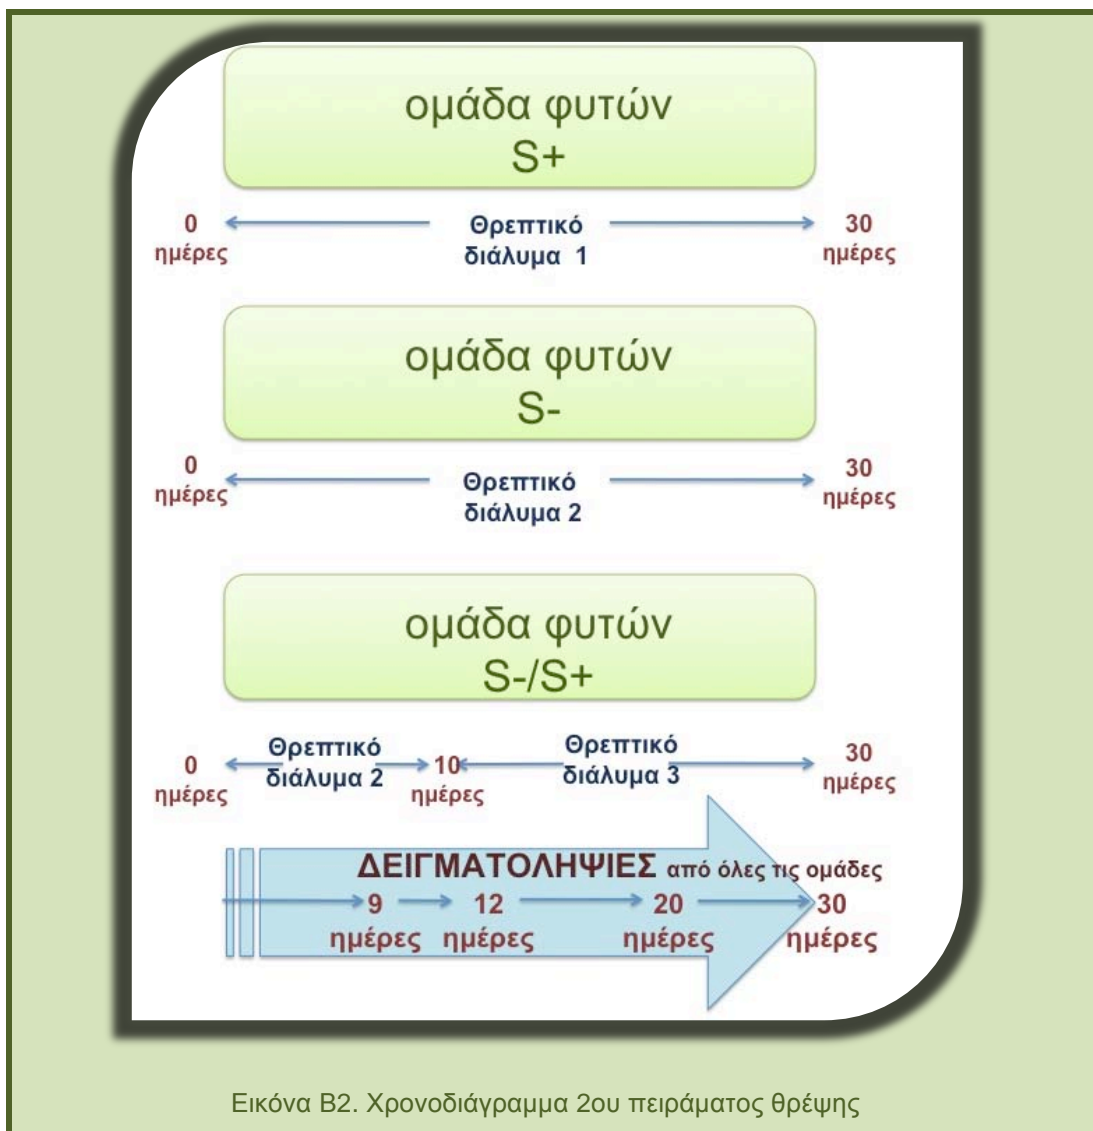 ομάδα φυτών
S+
0
ημέρες
Θρεπτικό
διάλυμα 1
30
ημέρες
ομάδα φυτών
S-
0
ημέρες
Θρεπτικό
διάλυμα 2
30
ημέρες
ομάδα φυτών
S-/S+
0
ημέρες
Θρεπτικό
διάλυμα 2
10
ημέρες
Θρεπτικό
διάλυμα 3
30
ημέρες
ΔΕΙΓΜΑΤΟΛΗΨΙΕΣ από όλες τις ομάδες
9
ημέρες
12
ημέρες
20
ημέρες
30
ημέρες
Εικόνα Β2. Χρονοδιάγραμμα 2ου πειράματος θρέψης